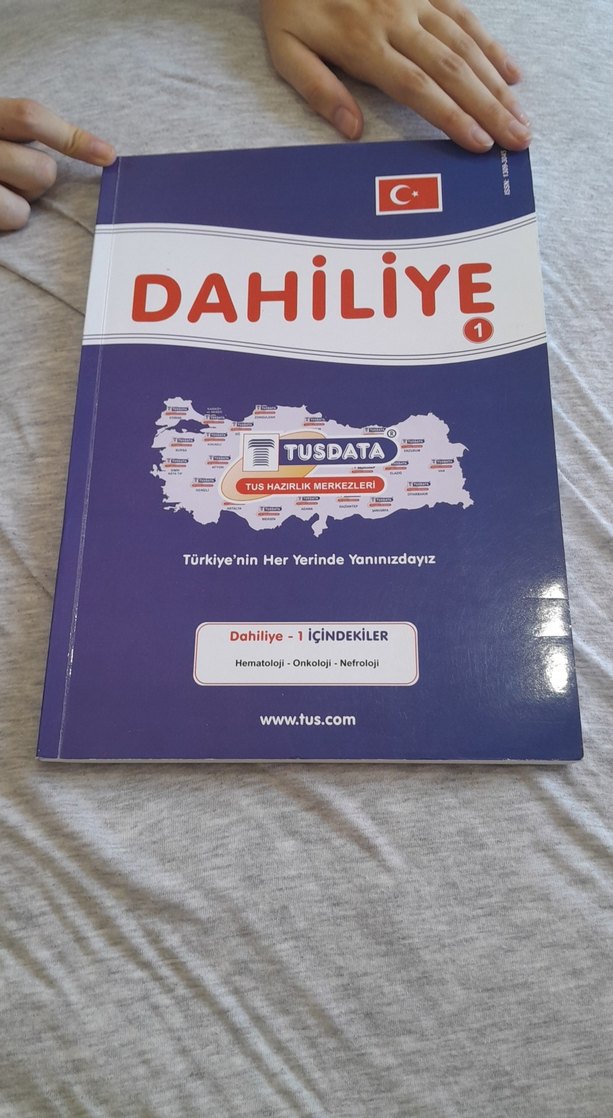 DAHİLİYE
1
TUSDATA
TUS HAZIRLIK MERKEZLERİ
Türkiye'nin Her Yerinde Yanınızdayız
Dahiliye - 1 İÇİNDEKİLER
Hematoloji - Onkoloji - Nefroloji
www.tus.com